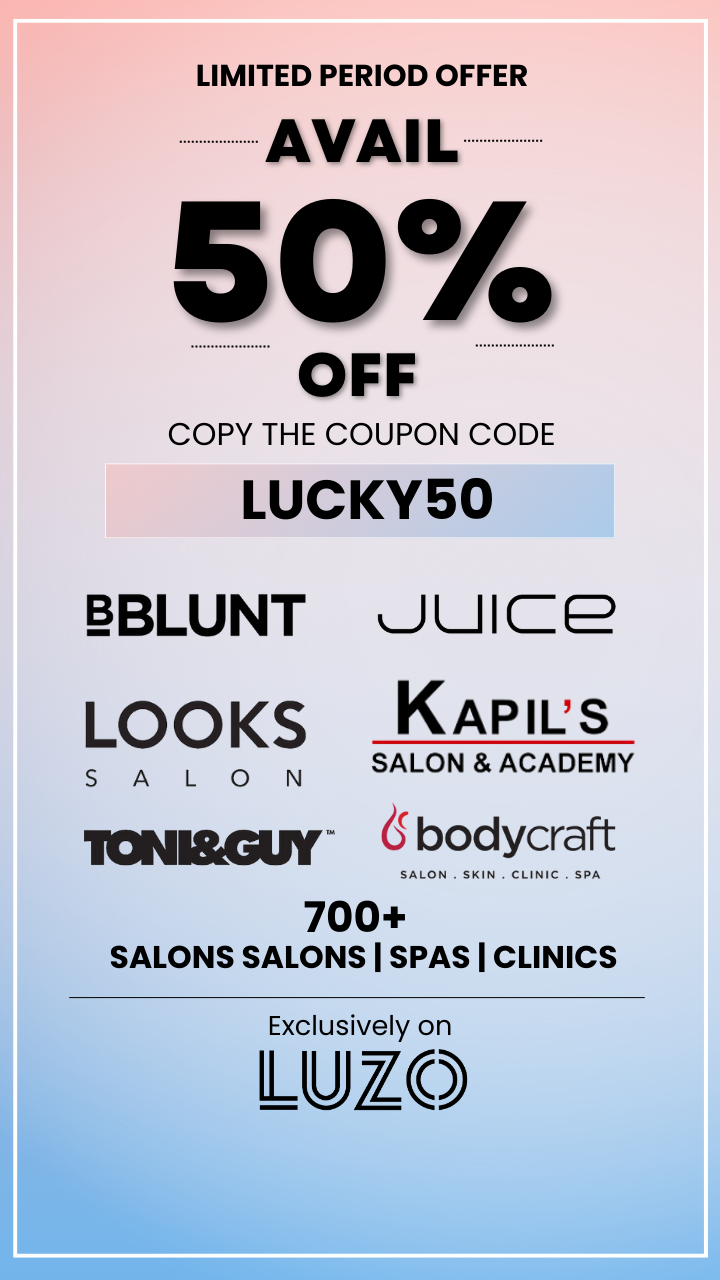 LIMITED PERIOD OFFER
AVAIL
50%
OFF
COPY THE COUPON CODE
LUCKY50
BBLUNT
JUICE
LOOKS
SALON
KAPIL'S
SALON & ACADEMY
TONI&GUY™
bodycraft
SALON . SKIN . CLINIC . SPA
700+
SALONS SALONS | SPAS | CLINICS
Exclusively on
LUZO